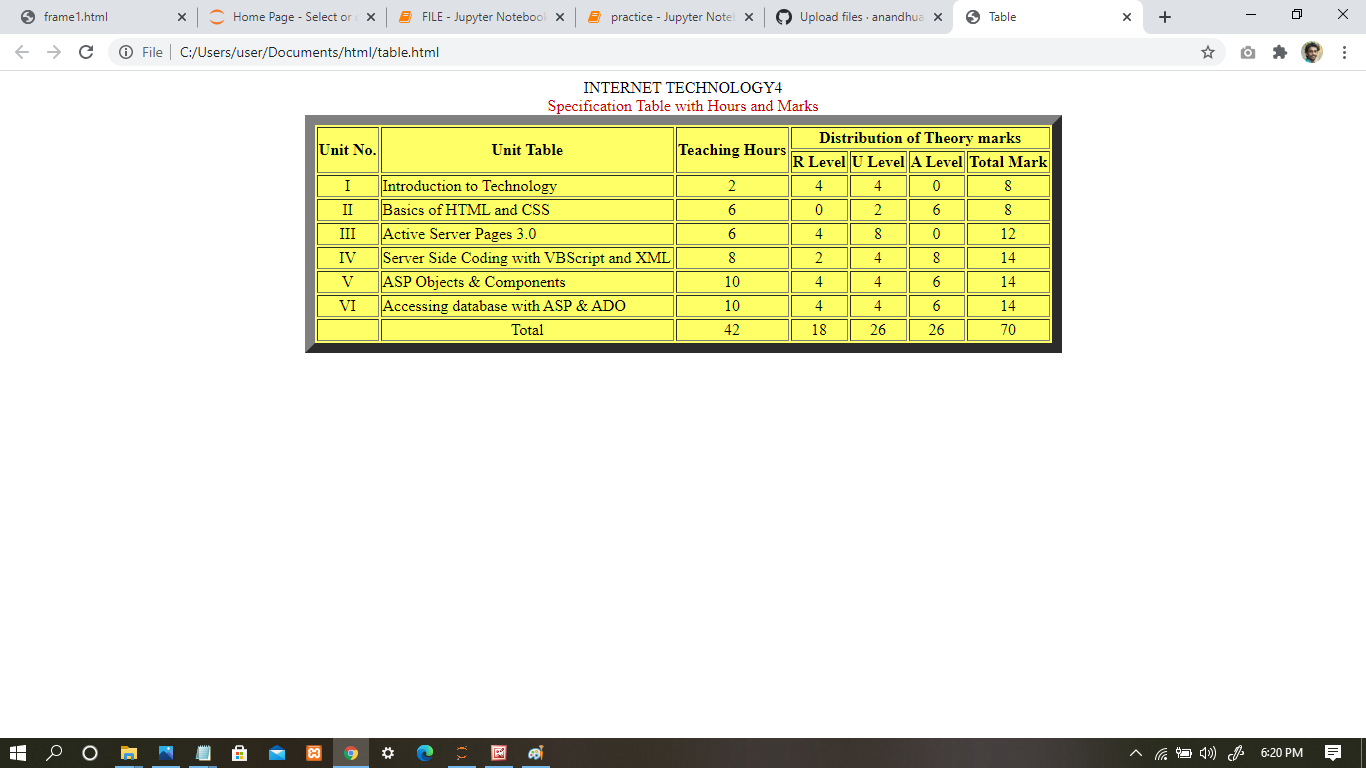 frame1.html
Home Page - Select or
FILE - Jupyter Notebook
practice - Jupyter Note
Upload files · anandhua
Table
File
C:/Users/user/Documents/html/table.html
INTERNET TECHNOLOGY4
Specification Table with Hours and Marks
Unit No. Unit Table Teaching Hours Distribution of Theory marks
R Level U Level A Level Total Mark
I Introduction to Technology 2 4 4 0 8
II Basics of HTML and CSS 6 0 2 6 8
III Active Server Pages 3.0 6 4 8 0 12
IV Server Side Coding with VBScript and XML 8 2 4 8 14
V ASP Objects & Components 10 4 4 6 14
VI Accessing database with ASP & ADO 10 4 4 6 14
Total 42 18 26 26 70
6:20 PM